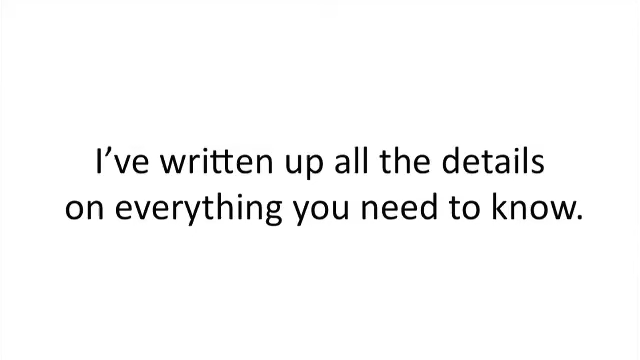 I’ve written up all the details
on everything you need to know.